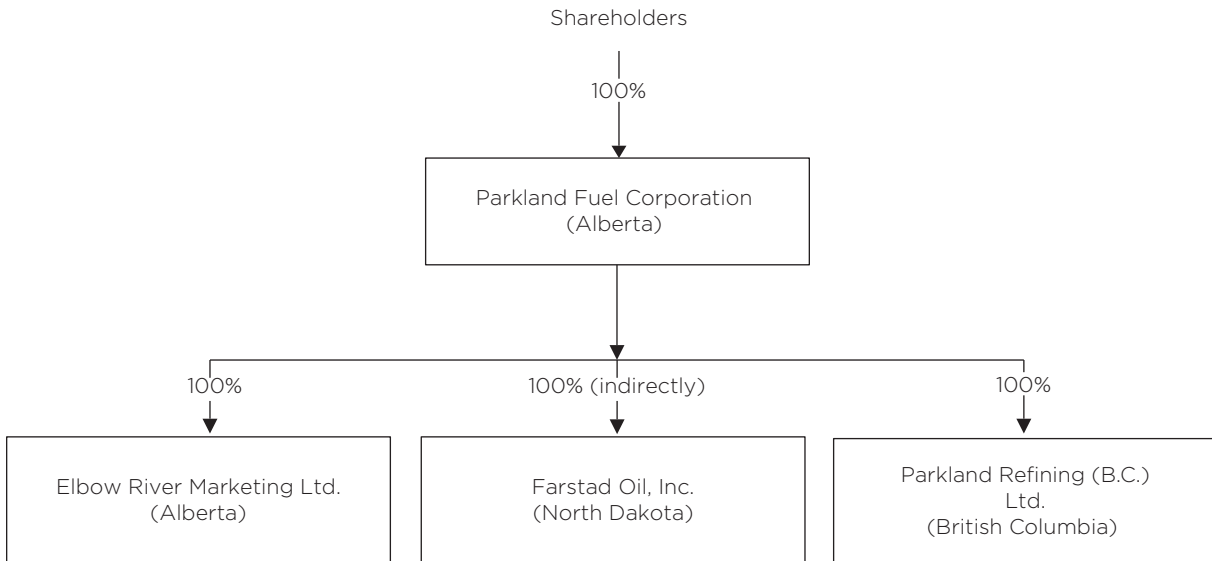 Shareholders
100%
Parkland Fuel Corporation
(Alberta)
100%
100% (indirectly)
100%
Elbow River Marketing Ltd.
(Alberta)
Farstad Oil, Inc.
(North Dakota)
Parkland Refining (B.C.)
Ltd.
(British Columbia)